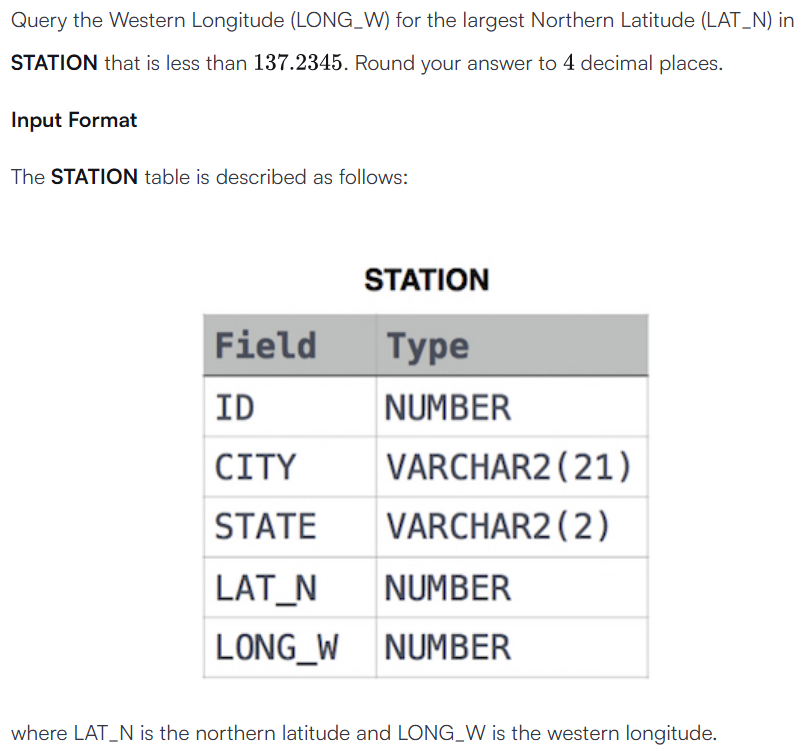 Query the Western Longitude (LONG_W) for the largest Northern Latitude (LAT_N) in
STATION that is less than 137.2345. Round your answer to 4 decimal places.
Input Format
The STATION table is described as follows:
STATION
Field Type
ID NUMBER
CITY VARCHAR2(21)
STATE VARCHAR2(2)
LAT_N NUMBER
LONG_W NUMBER
where LAT_N is the northern latitude and LONG_W is the western longitude.